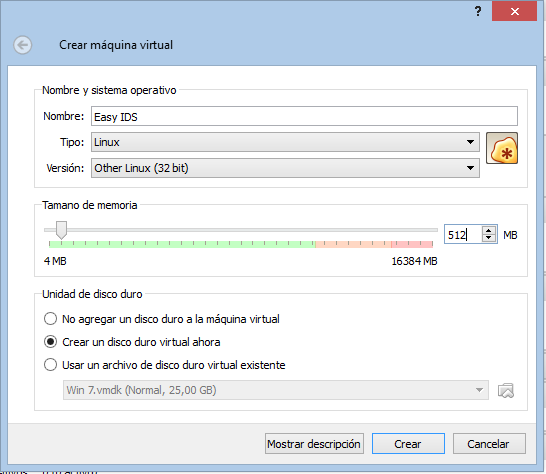 ?
Crear máquina virtual
Nombre y sistema operativo
Nombre: Easy IDS
Tipo: Linux
Versión: Other Linux (32 bit)
Tamano de memoria
512 MB
4 MB 16384 MB
Unidad de disco duro
No agregar un disco duro a la máquina virtual
Crear un disco duro virtual ahora
Usar un archivo de disco duro virtual existente
Win 7.vmdk (Normal, 25,00 GB)
Mostrar descripción Crear Cancelar